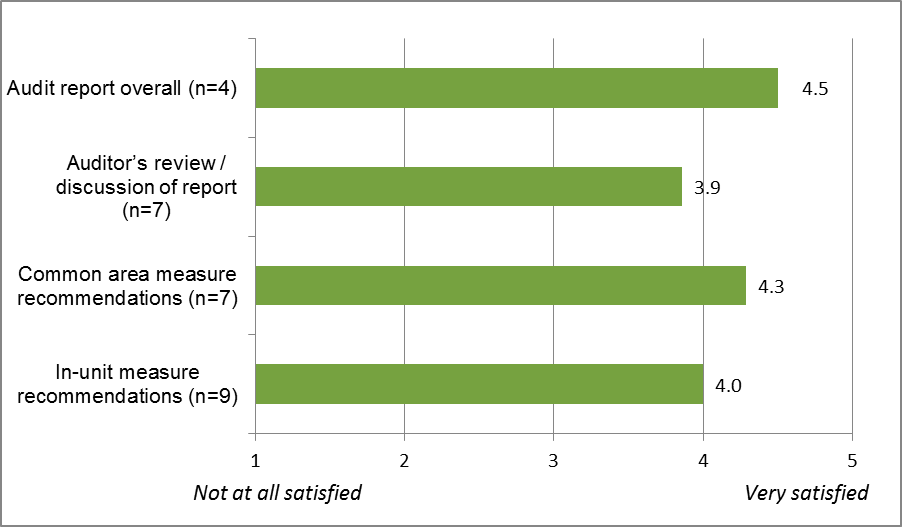 Audit report overall (n=4)
4.5
Auditor’s review /
discussion of report
(n=7)
3.9
Common area measure
recommendations (n=7)
4.3
In-unit measure
recommendations (n=9)
4.0
1 2 3 4 5
Not at all satisfied Very satisfied